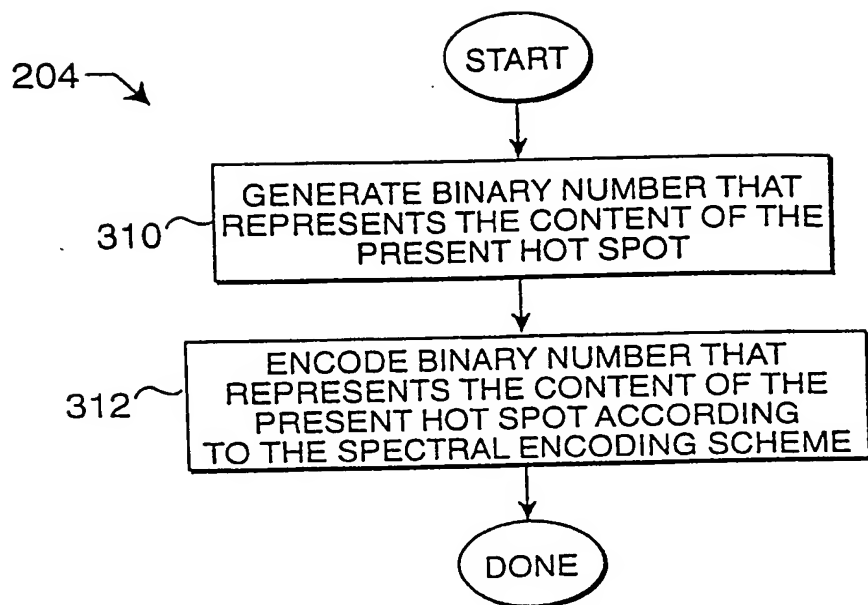 START
204
GENERATE BINARY NUMBER THAT
REPRESENTS THE CONTENT OF THE
PRESENT HOT SPOT.
310
ENCODE BINARY NUMBER THAT
REPRESENTS THE CONTENT OF THE
PRESENT HOT SPOT ACCORDING
TO THE SPECTRAL ENCODING SCHEME
312
DONE